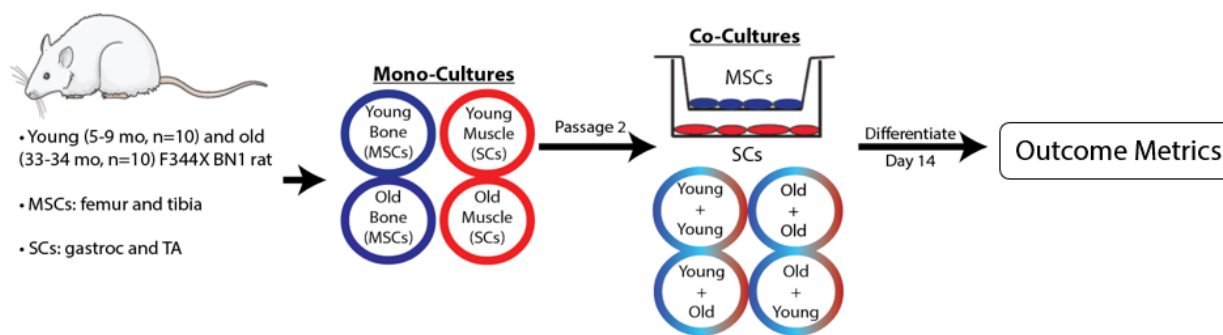 • Young (5-9 mo, n=10) and old
(33-34 mo, n=10) F344X BN1 rat
• MSCs: femur and tibia
• SCs: gastroc and TA
Mono-Cultures
Young
Bone
(MSCs)
Young
Muscle
(SCs)
Old
Bone
(MSCs)
Old
Muscle
(SCs)
Passage 2
Co-Cultures
MSCs
SCs
Young
+
Young
Old
+
Old
Young
+
Old
Old
+
Young
Differentiate
Day 14
Outcome Metrics